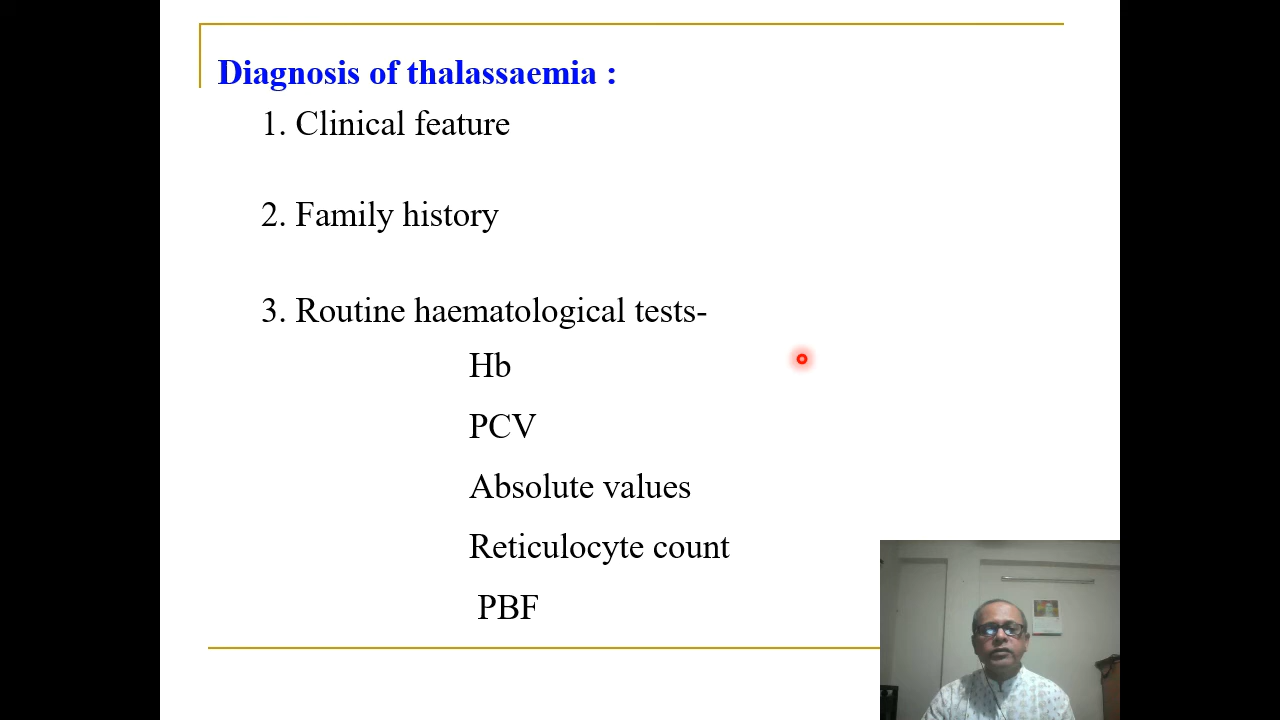 Diagnosis of thalassaemia :
1. Clinical feature
2. Family history
3. Routine haematological tests-
Hb
PCV
Absolute values
Reticulocyte count
PBF